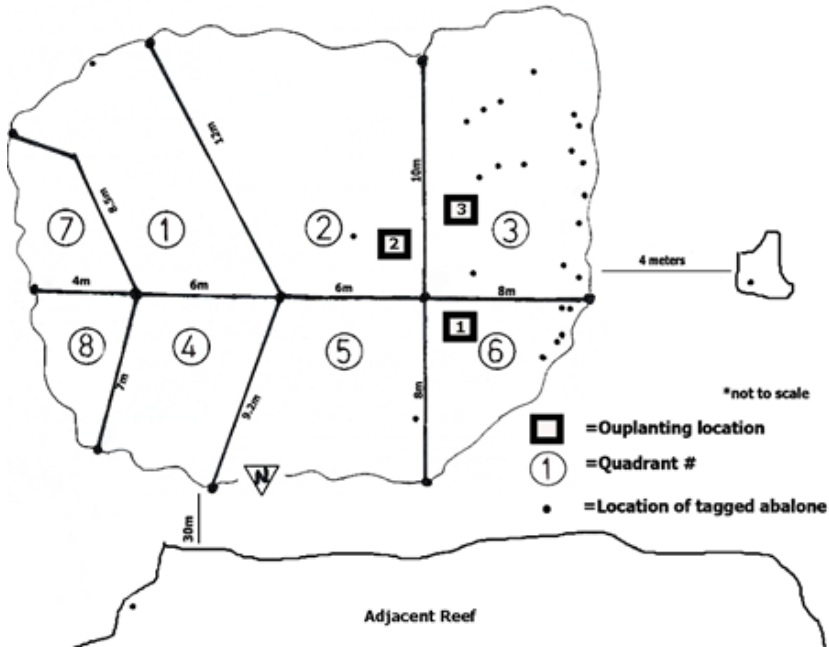 12m
10m
8.5m
7
1
2
2
3
3
4m
6m
6m
8m
4 meters
1
8
4
5
6
7m
9.2m
8m
*not to scale
=Ouplanting location
1
=Quadrant #
N
=Location of tagged abalone
30m
Adjacent Reef